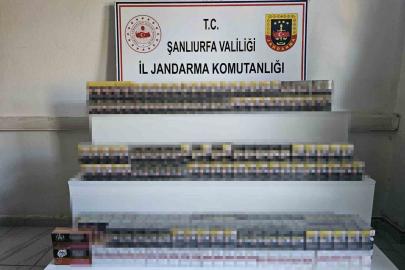 T.C.
ŞANLIURFA VALİLİĞİ
İL JANDARMA KOMUTANLIĞI